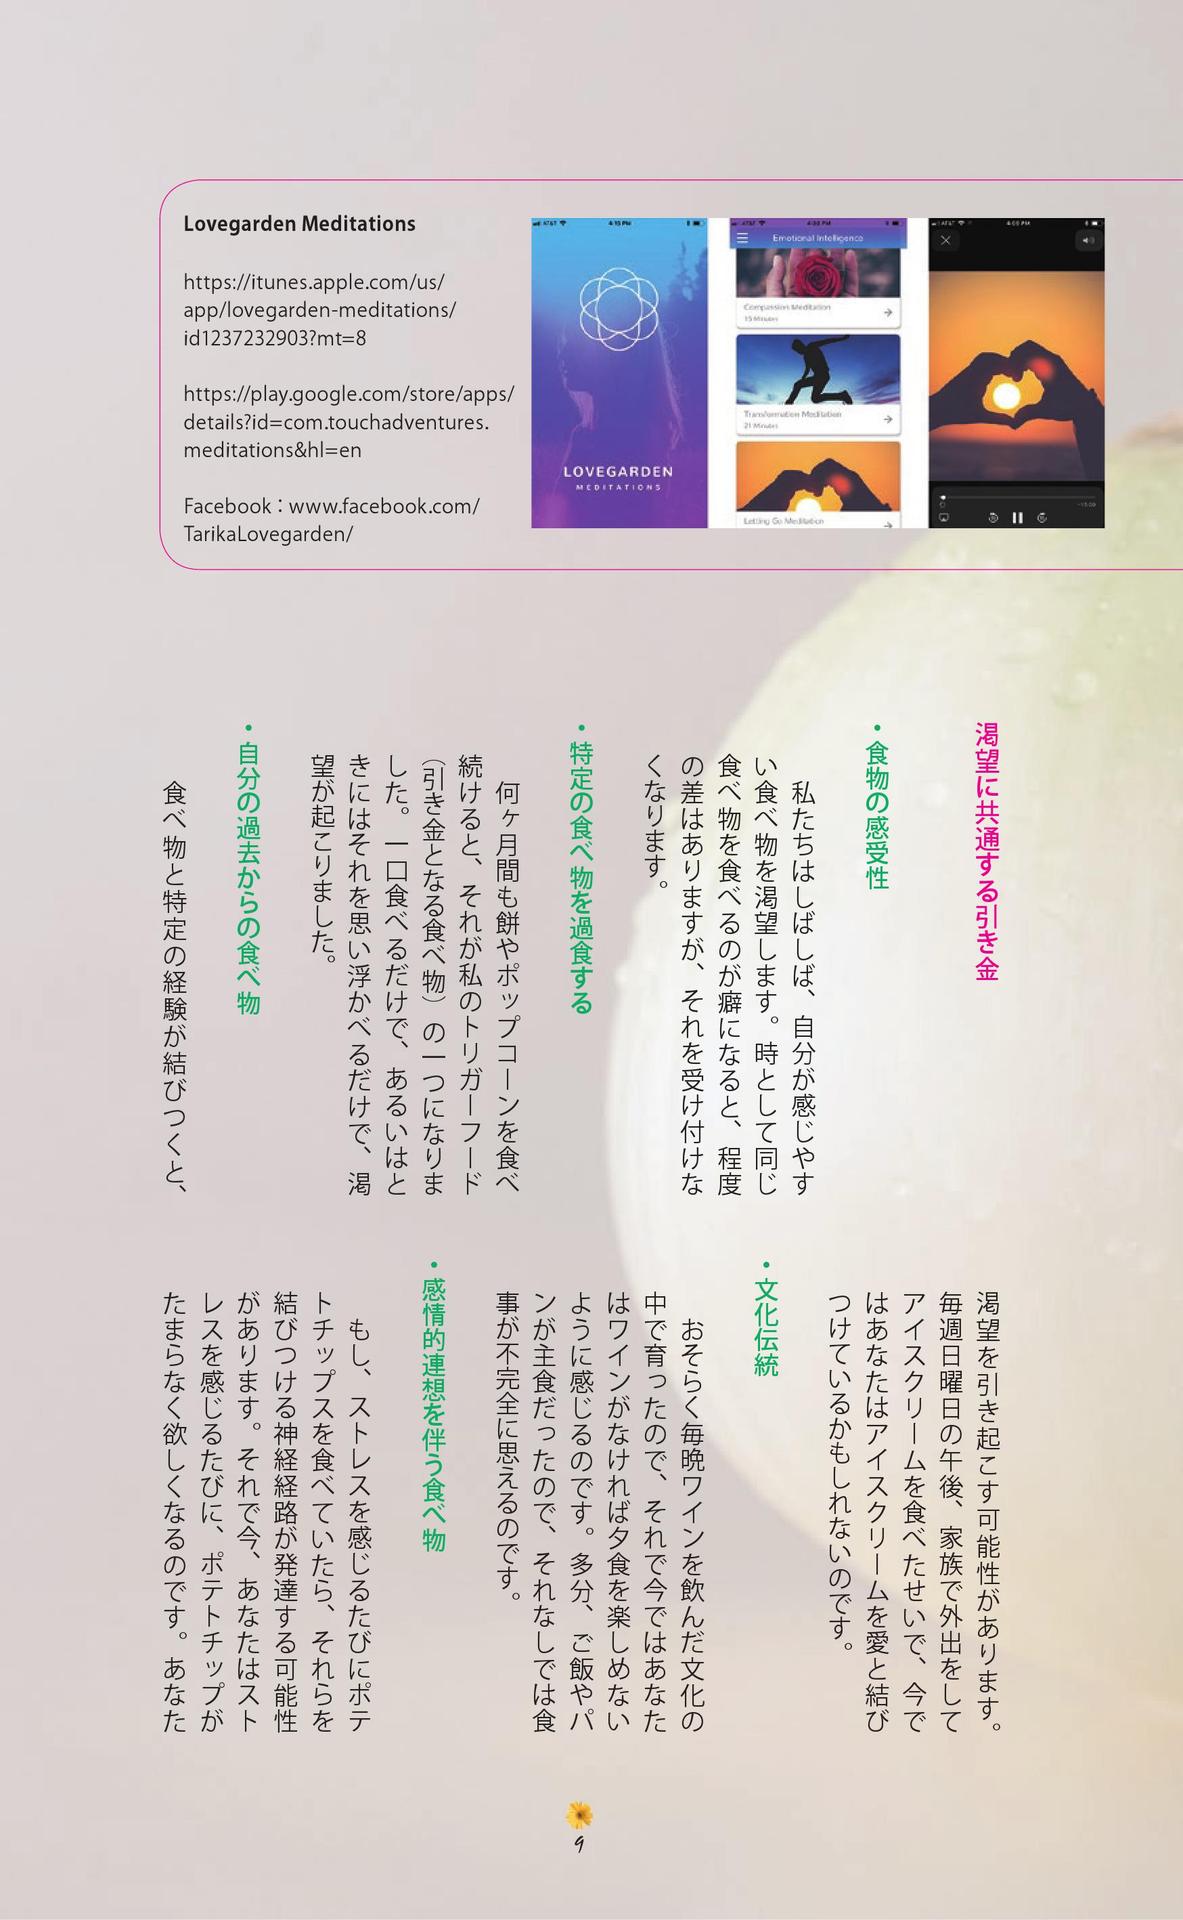 Lovegarden Meditations
https://itunes.apple.com/us/
app/lovegarden-meditations/
id1237232903?mt=8
https://play.google.com/store/apps/
details?id=com.touchadventures.
meditations&hl=en
Facebook：www.facebook.com/
TarikaLovegarden/
AT&T
4:15 PM
LOVEGARDEN
MEDITATIONS
AT&T
4:30 PM
Emotional Intelligence
Compassion Meditation
15 Minutes
Transformation Meditation
21 Minutes
Letting Go Meditation
AT&T
-15:00
渇望に共通する引き金
・食物の感受性
私たちはしばしば、自分が感じやす
い食べ物を渇望します。時として同じ
食べ物を食べるのが癖になると、程度
の差はありますが、それを受け付けな
くなります。
・特定の食べ物を過食する
何ヶ月間も餅やポップコーンを食べ
続けると、それが私のトリガーフード
（引き金となる食べ物）の一つになりま
した。一口食べるだけで、あるいはと
きにはそれを思い浮かべるだけで、渇
望が起こりました。
・自分の過去からの食べ物
食べ物と特定の経験が結びつくと、
渇望を引き起こす可能性があります。
毎週日曜日の午後、家族で外出をして
アイスクリームを食べたせいで、今で
はあなたはアイスクリームを愛と結び
つけているかもしれないのです。
・文化伝統
おそらく毎晩ワインを飲んだ文化の
中で育ったので、それで今ではあなた
はワインがなければ夕食を楽しめない
ように感じるのです。多分、ご飯やパ
ンが主食だったので、それなしでは食
事が不完全に思えるのです。
・感情的連想を伴う食べ物
もし、ストレスを感じるたびにポテ
トチップスを食べていたら、それらを
結びつける神経経路が発達する可能性
があります。それで今、あなたはスト
レスを感じるたびに、ポテトチップが
たまらなく欲しくなるのです。あなた
9